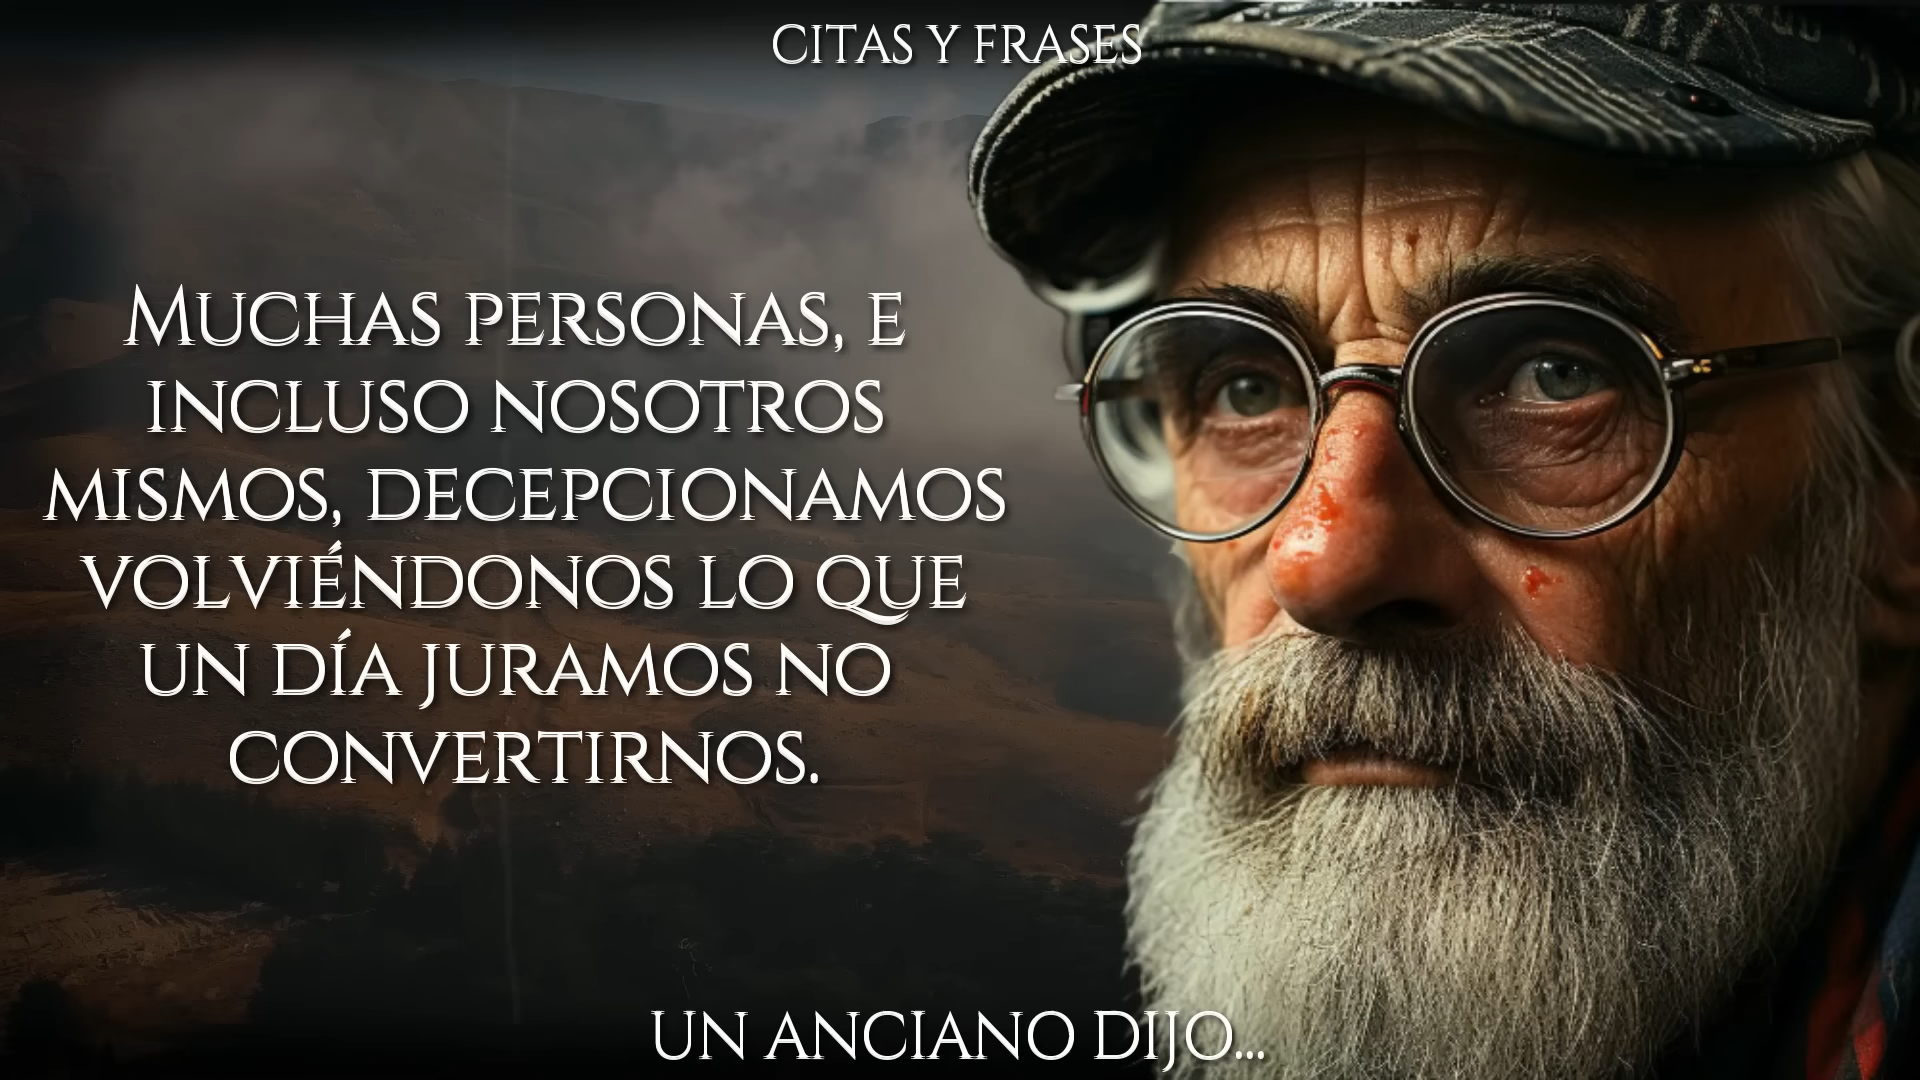 CITAS Y FRASES
MUCHAS PERSONAS, E
INCLUSO NOSOTROS
MISMOS, DECEPCIONAMOS
VOLVIÉNDONOS LO QUE
UN DÍA JURAMOS NO
CONVERTIRNOS.
UN ANCIANO DIJO...